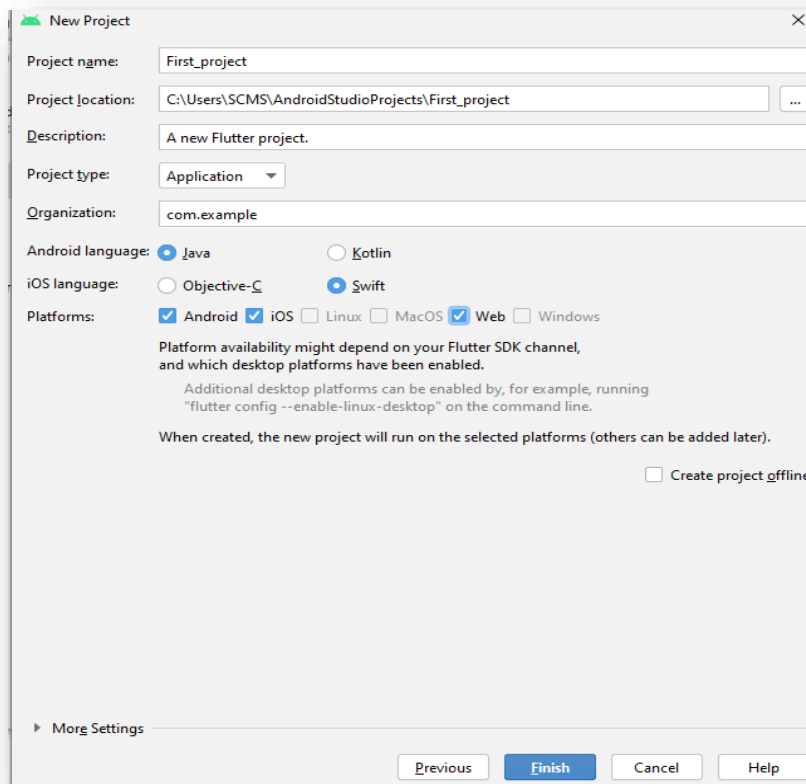 New Project
Project name: First_project
Project location: C:\Users\SCMS\AndroidStudioProjects\First_project ...
Description: A new Flutter project.
Project type: Application
Organization: com.example
Android language: Java Kotlin
iOS language: Objective-C Swift
Platforms: Android iOS Linux MacOS Web Windows
Platform availability might depend on your Flutter SDK channel,
and which desktop platforms have been enabled.
Additional desktop platforms can be enabled by, for example, running
"flutter config --enable-linux-desktop" on the command line.
When created, the new project will run on the selected platforms (others can be added later).
Create project offline
More Settings
Previous Finish Cancel Help